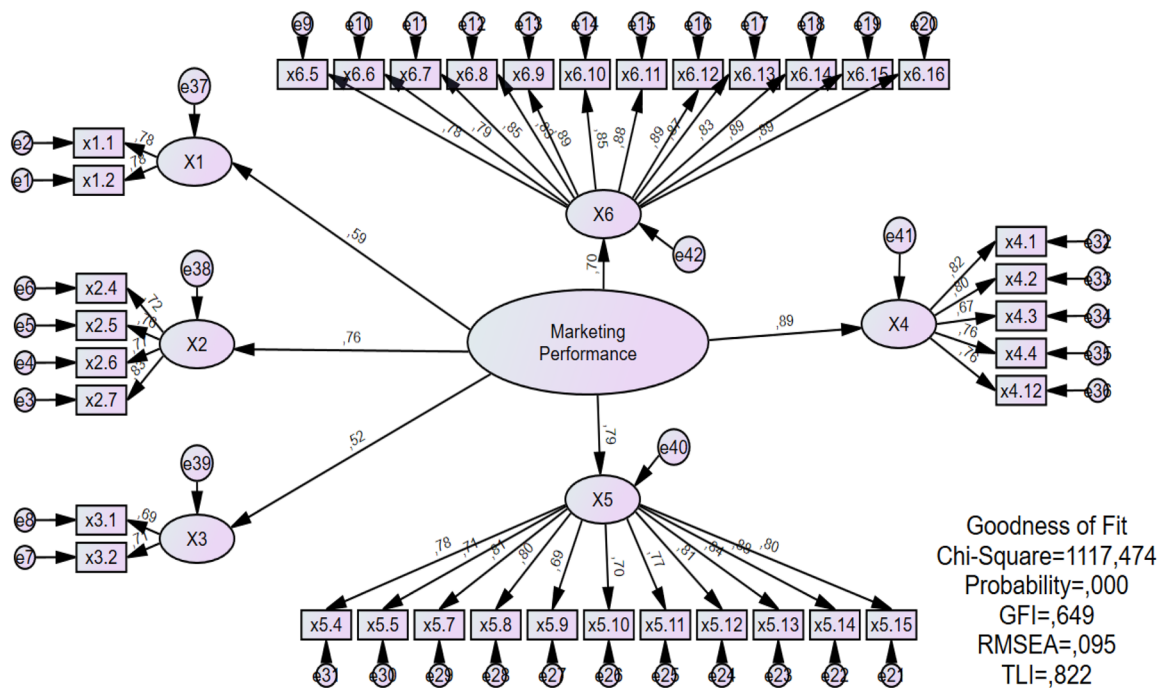 e9 e10 e11 e12 e13 e14 e15 e16 e17 e18 e19 e20
x6.5 x6.6 x6.7 x6.8 x6.9 x6.10 x6.11 x6.12 x6.13 x6.14 x6.15 x6.16
,78 ,79 ,85 ,89 ,85 ,88 ,89 ,87 ,83 ,89 ,89
X6
e42
,70
e37
e2 x1.1 ,78
e1 x1.2
X1
,59
e38
e6 x2.4 ,72
e5 x2.5
e4 x2.6
e3 x2.7 ,83
X2
,76
e39
e8 x3.1 ,69
e7 x3.2
X3
,52
Marketing
Performance
,89
e41
X4
,82 x4.1 e32
,80 x4.2 e33
,67 x4.3 e34
,76 x4.4 e35
,76 x4.12 e36
,79
e40
X5
,78 ,71 ,81 ,80 ,69 ,70 ,77 ,81 ,84 ,80
x5.4 x5.5 x5.7 x5.8 x5.9 x5.10 x5.11 x5.12 x5.13 x5.14 x5.15
e31 e30 e29 e28 e27 e26 e25 e24 e23 e22 e21
Goodness of Fit
Chi-Square=1117,474
Probability=,000
GFI=,649
RMSEA=,095
TLI=,822